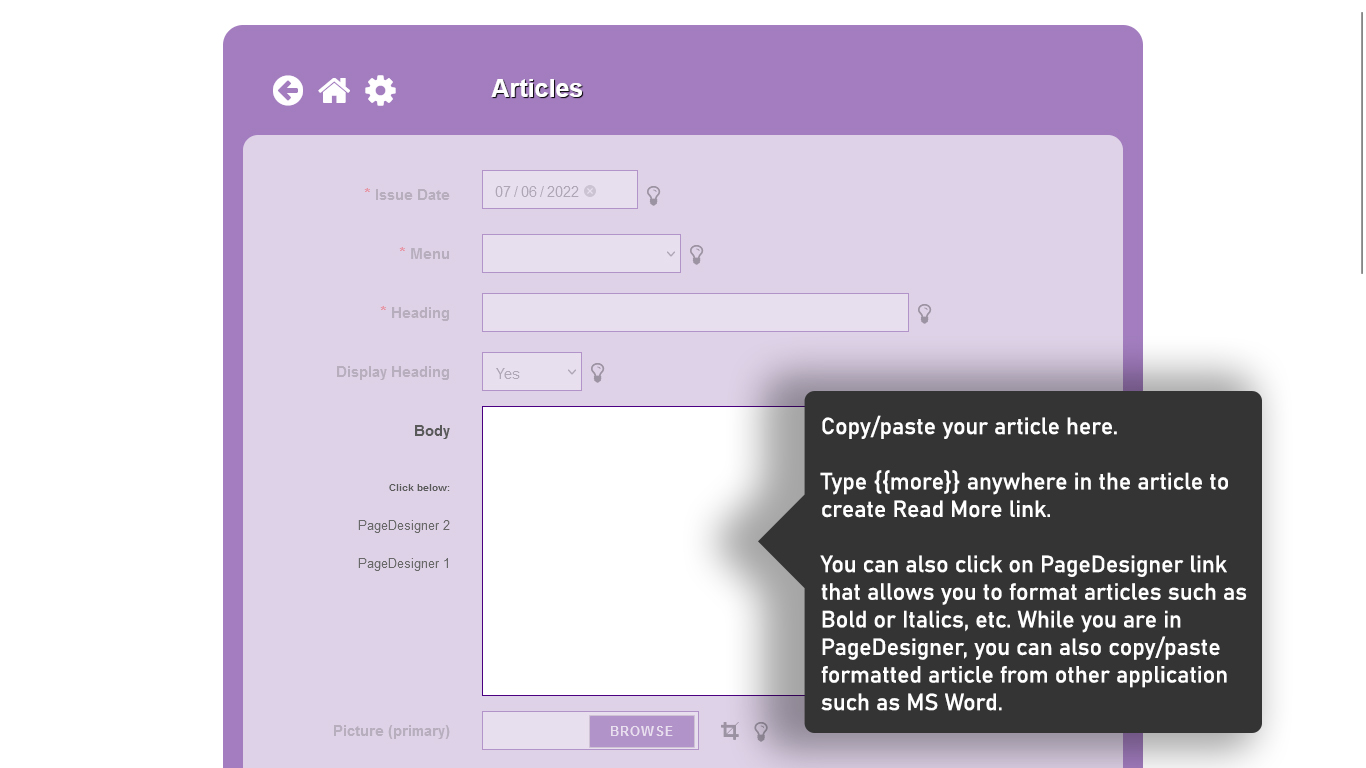 Articles
* Issue Date
07 / 06 / 2022
* Menu
* Heading
Display Heading
Yes
Body
Click below:
PageDesigner 2
PageDesigner 1
Copy/paste your article here.
Type {{more}} anywhere in the article to
create Read More link.
You can also click on PageDesigner link
that allows you to format articles such as
Bold or Italics, etc. While you are in
PageDesigner, you can also copy/paste
formatted article from other application
such as MS Word.
Picture (primary)
BROWSE